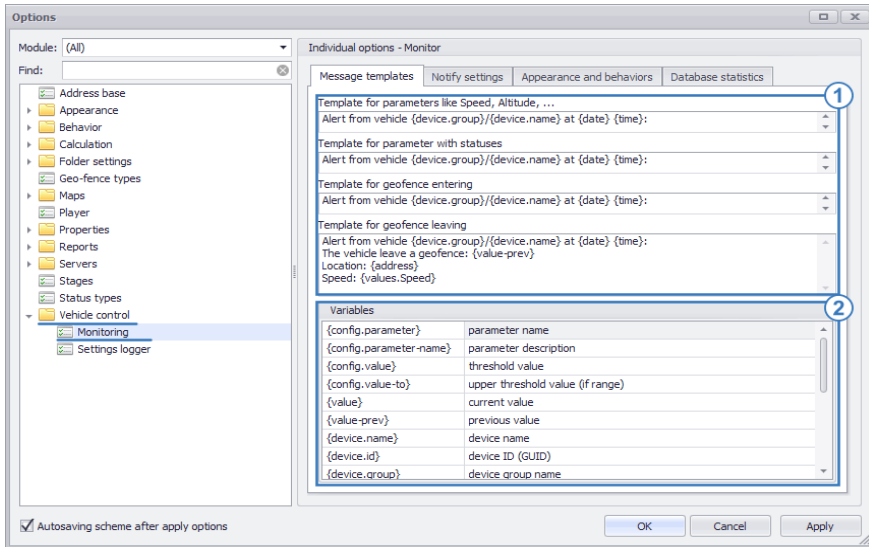 Options
Module: (All)
Find:
Address base
Appearance
Behavior
Calculation
Folder settings
Geo-fence types
Maps
Player
Properties
Reports
Servers
Stages
Status types
Vehicle control
Monitoring
Settings logger
Individual options - Monitor
Message templates Notify settings Appearance and behaviors Database statistics
1
Template for parameters like Speed, Altitude, ...
Alert from vehicle {device.group}/{device.name} at {date} {time}:
Template for parameter with statuses
Alert from vehicle {device.group}/{device.name} at {date} {time}:
Template for geofence entering
Alert from vehicle {device.group}/{device.name} at {date} {time}:
Template for geofence leaving
Alert from vehicle {device.group}/{device.name} at {date} {time}:
The vehicle leave a geofence: {value-prev}
Location: {address}
Speed: {values.Speed}
2
Variables
{config.parameter} parameter name
{config.parameter-name} parameter description
{config.value} threshold value
{config.value-to} upper threshold value (if range)
{value} current value
{value-prev} previous value
{device.name} device name
{device.id} device ID (GUID)
{device.group} device group name
Autosaving scheme after apply options
OK Cancel Apply